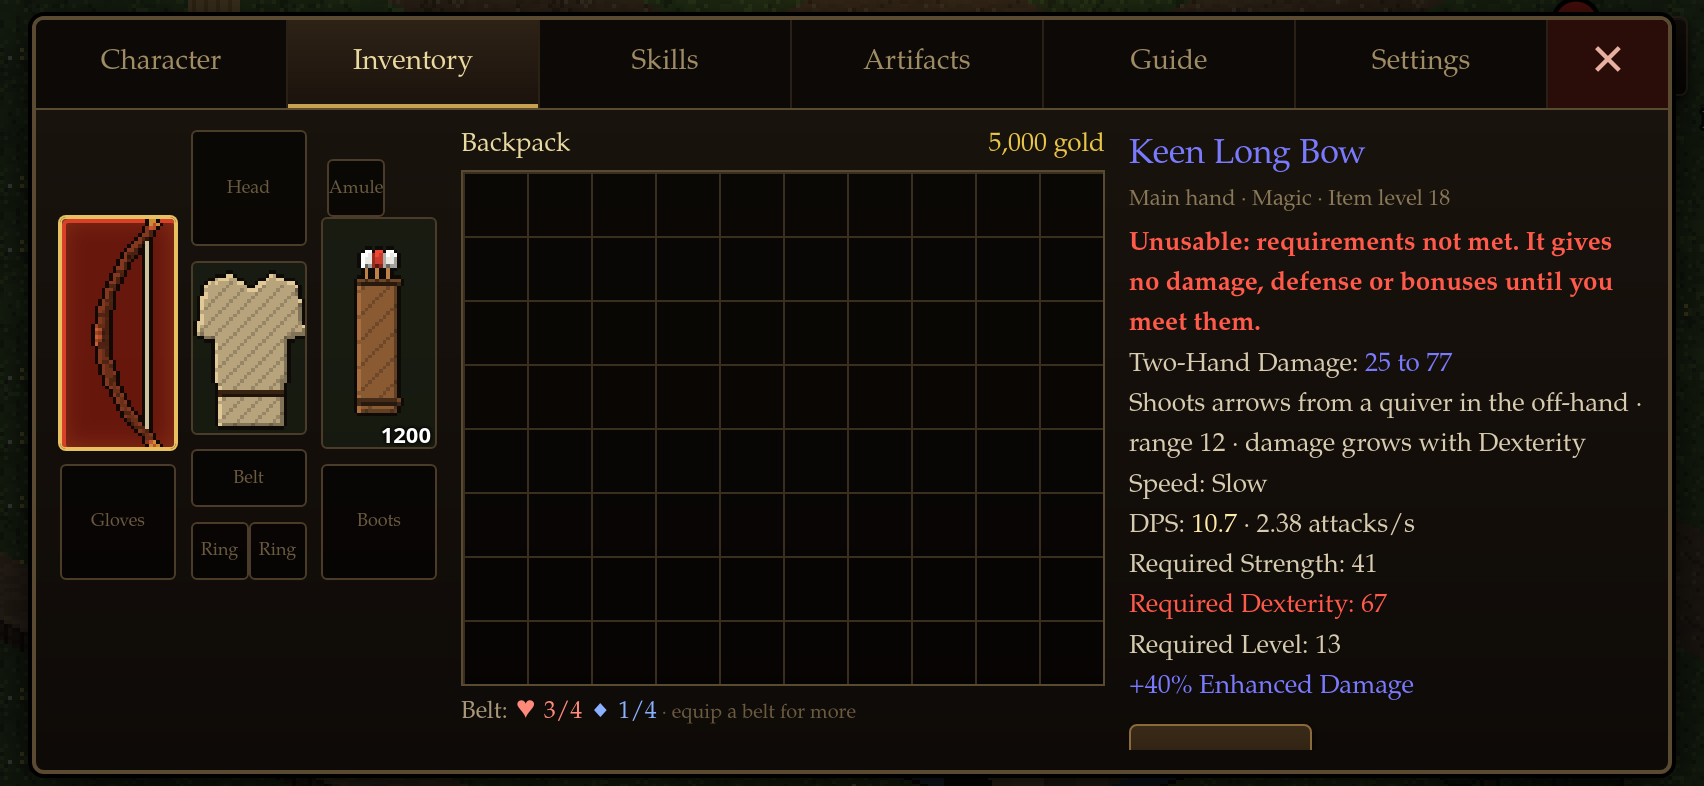 Character
Inventory
Skills
Artifacts
Guide
Settings
✕
Head
Amule
1200
Gloves
Belt
Ring
Ring
Boots
Backpack
5,000 gold
Belt: ♥ 3/4 ♦ 1/4 · equip a belt for more
Keen Long Bow
Main hand · Magic · Item level 18
Unusable: requirements not met. It gives
no damage, defense or bonuses until you
meet them.
Two-Hand Damage: 25 to 77
Shoots arrows from a quiver in the off-hand ·
range 12 · damage grows with Dexterity
Speed: Slow
DPS: 10.7 · 2.38 attacks/s
Required Strength: 41
Required Dexterity: 67
Required Level: 13
+40% Enhanced Damage